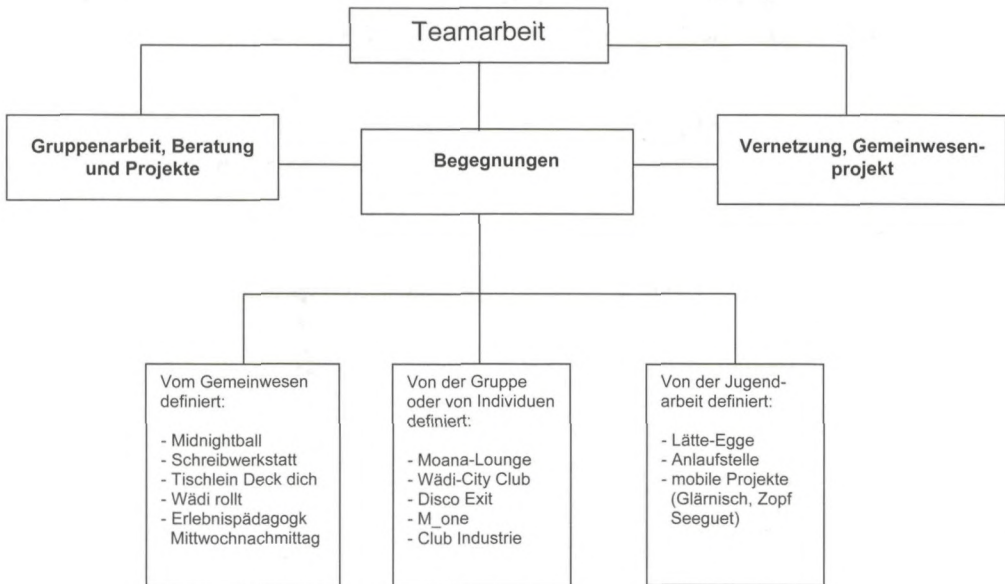 Teamarbeit
Gruppenarbeit, Beratung
und Projekte
Begegnungen
Vernetzung, Gemeinwesen-
projekt
Vom Gemeinwesen
definiert:
- Midnightball
- Schreibwerkstatt
- Tischlein Deck dich
- Wädi rollt
- Erlebnispädagogk
Mittwochnachmittag
Von der Gruppe
oder von Individuen
definiert:
- Moana-Lounge
- Wädi-City Club
- Disco Exit
- M_one
- Club Industrie
Von der Jugend-
arbeit definiert:
- Lätte-Egge
- Anlaufstelle
- mobile Projekte
(Glärnisch, Zopf
Seeguet)